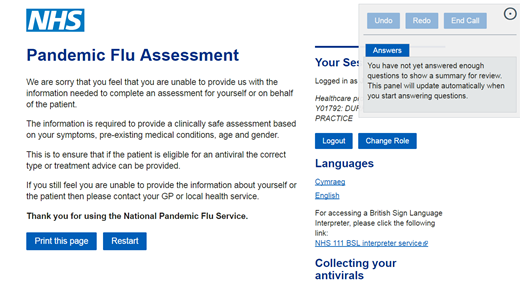 NHS
Pandemic Flu Assessment
We are sorry that you feel that you are unable to provide us with the
information needed to complete an assessment for yourself or on behalf
of the patient.
The information is required to provide a clinically safe assessment based
on your symptoms, pre-existing medical conditions, age and gender.
This is to ensure that if the patient is eligible for an antiviral the correct
type or treatment advice can be provided.
If you still feel you are unable to provide the information about yourself or
the patient then please contact your GP or local health service.
Thank you for using the National Pandemic Flu Service.
Print this page
Restart
Undo
Redo
End Call
Answers
You have not yet answered enough
questions to show a summary for review.
This panel will update automatically when
you start answering questions.
Your Ses
Logged in as
Healthcare p
Y01792: DUR
PRACTICE
Logout
Change Role
Languages
Cymraeg
English
For accessing a British Sign Language
Interpreter, please click the following
link:
NHS 111 BSL interpreter service
Collecting your
antivirals